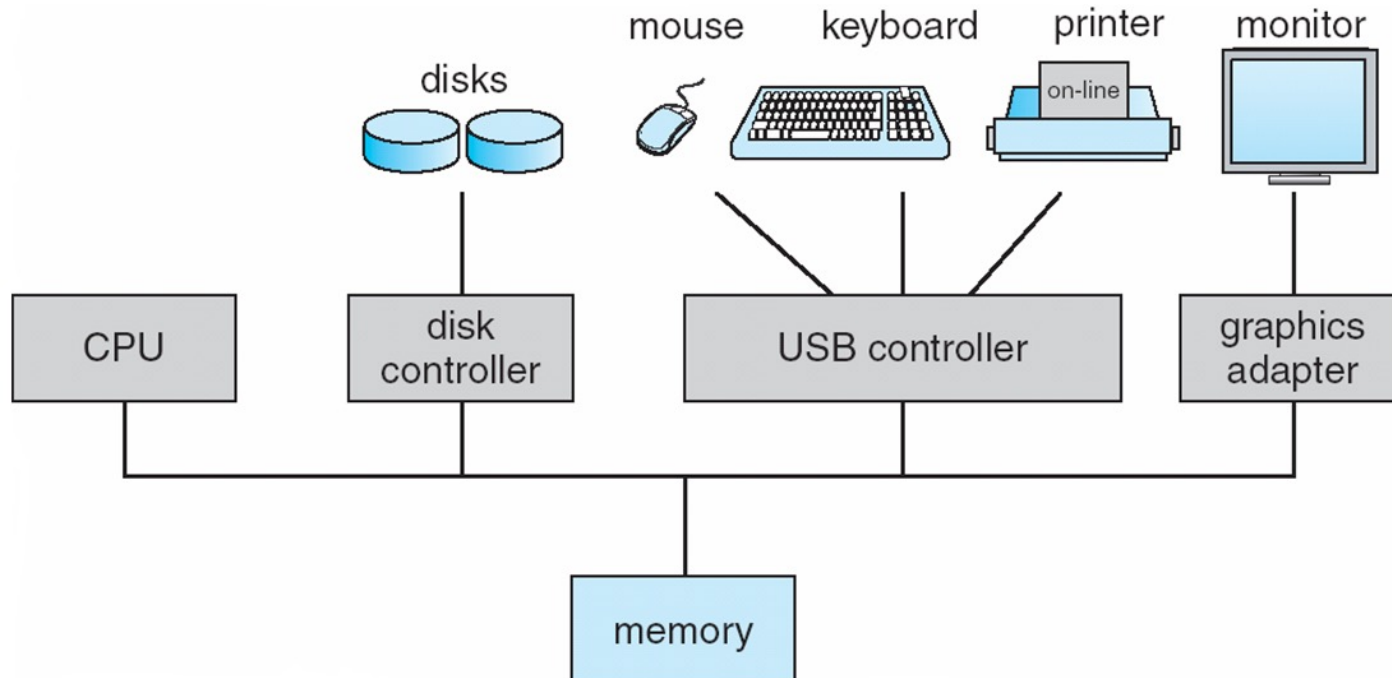 mouse
keyboard
printer
monitor
disks
on-line
CPU
disk
controller
USB controller
graphics
adapter
memory